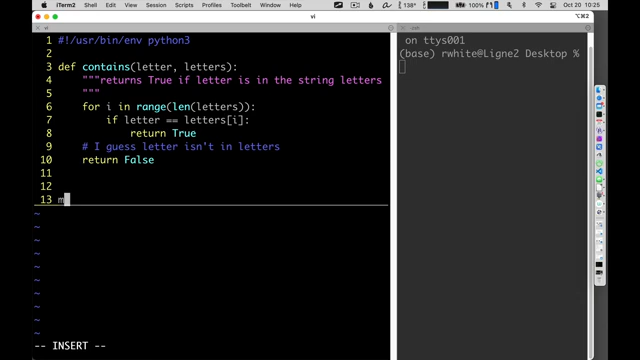 iTerm2 Shell Edit View Session Scripts Profiles Toolbelt Window Help 138° 100% Oct 20 10:25
vi ⌥⌘2
1 #!/usr/bin/env python3
2
3 def contains(letter, letters):
4 """returns True if letter is in the string letters
5 """
6 for i in range(len(letters)):
7 if letter == letters[i]:
8 return True
9 # I guess letter isn't in letters
10 return False
11
12
13 m
~
~
~
~
~
~
~
~
~
~
-- INSERT --
on ttys001
(base) rwhite@Ligne2 Desktop %